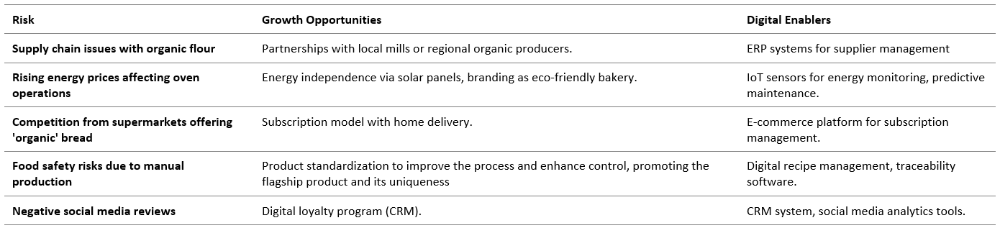 Risk Growth Opportunities Digital Enablers
Supply chain issues with organic flour Partnerships with local mills or regional organic producers. ERP systems for supplier management
Rising energy prices affecting oven Energy independence via solar panels, branding as eco-friendly bakery. IoT sensors for energy monitoring, predictive
operations maintenance.
Competition from supermarkets offering Subscription model with home delivery. E-commerce platform for subscription
'organic' bread management.
Food safety risks due to manual Product standardization to improve the process and enhance control, promoting the Digital recipe management, traceability
production flagship product and its uniqueness software.
Negative social media reviews Digital loyalty program (CRM). CRM system, social media analytics tools.